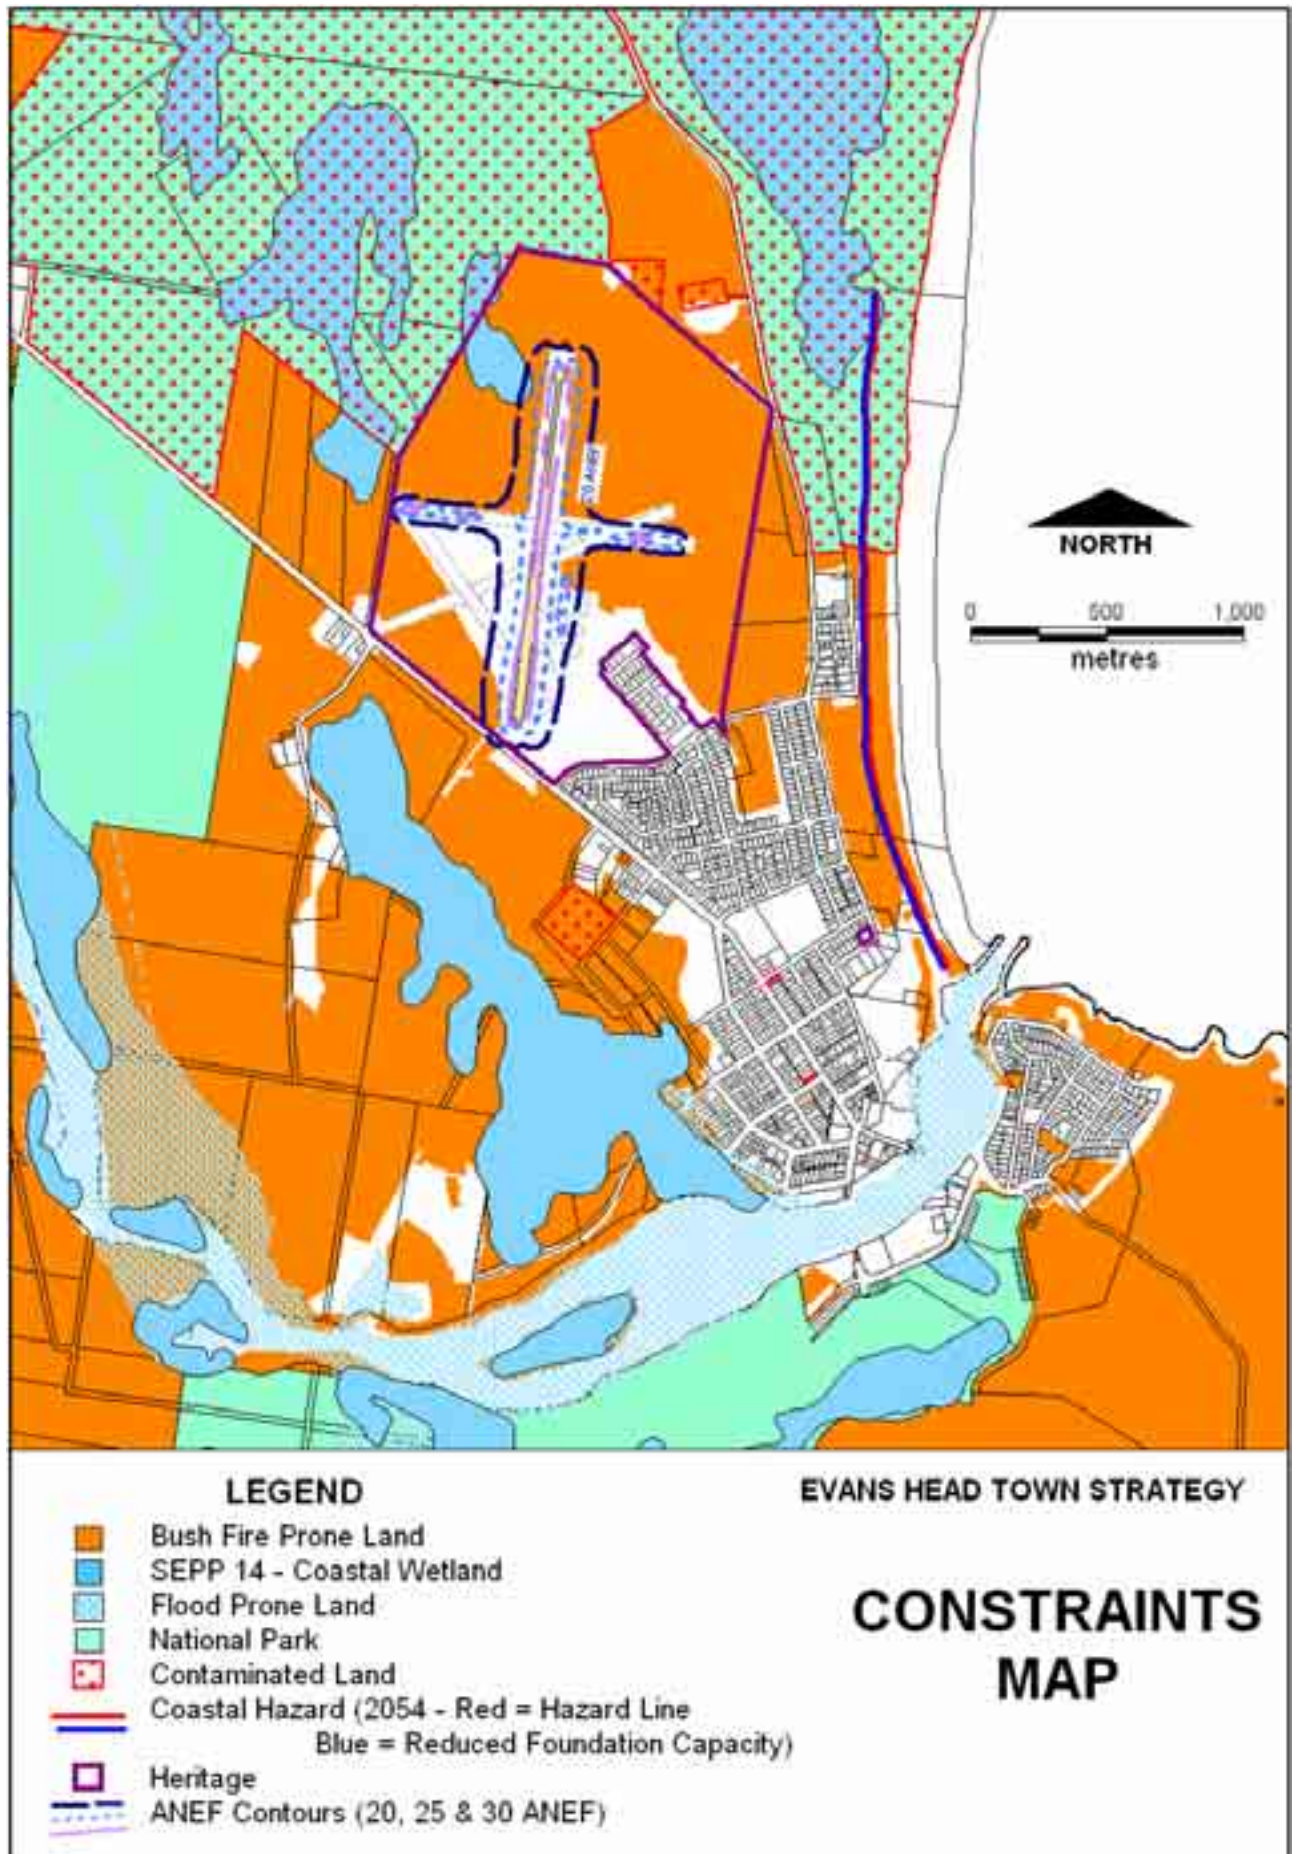 20 ANEF
NORTH
0 500 1,000
metres
LEGEND
Bush Fire Prone Land
SEPP 14 - Coastal Wetland
Flood Prone Land
National Park
Contaminated Land
Coastal Hazard (2054 - Red = Hazard Line
Blue = Reduced Foundation Capacity)
Heritage
ANEF Contours (20, 25 & 30 ANEF)
EVANS HEAD TOWN STRATEGY
CONSTRAINTS
MAP